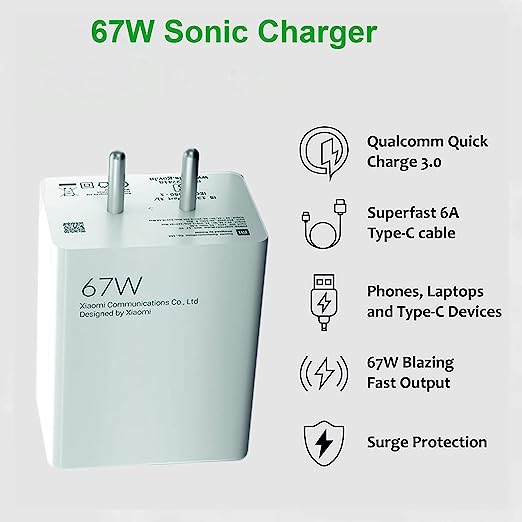 67W Sonic Charger
Qualcomm Quick
Charge 3.0
Superfast 6A
Type-C cable
Phones, Laptops
and Type-C Devices
67W Blazing
Fast Output
Surge Protection
67W
Xiaomi Communications Co., Ltd
Designed by Xiaomi